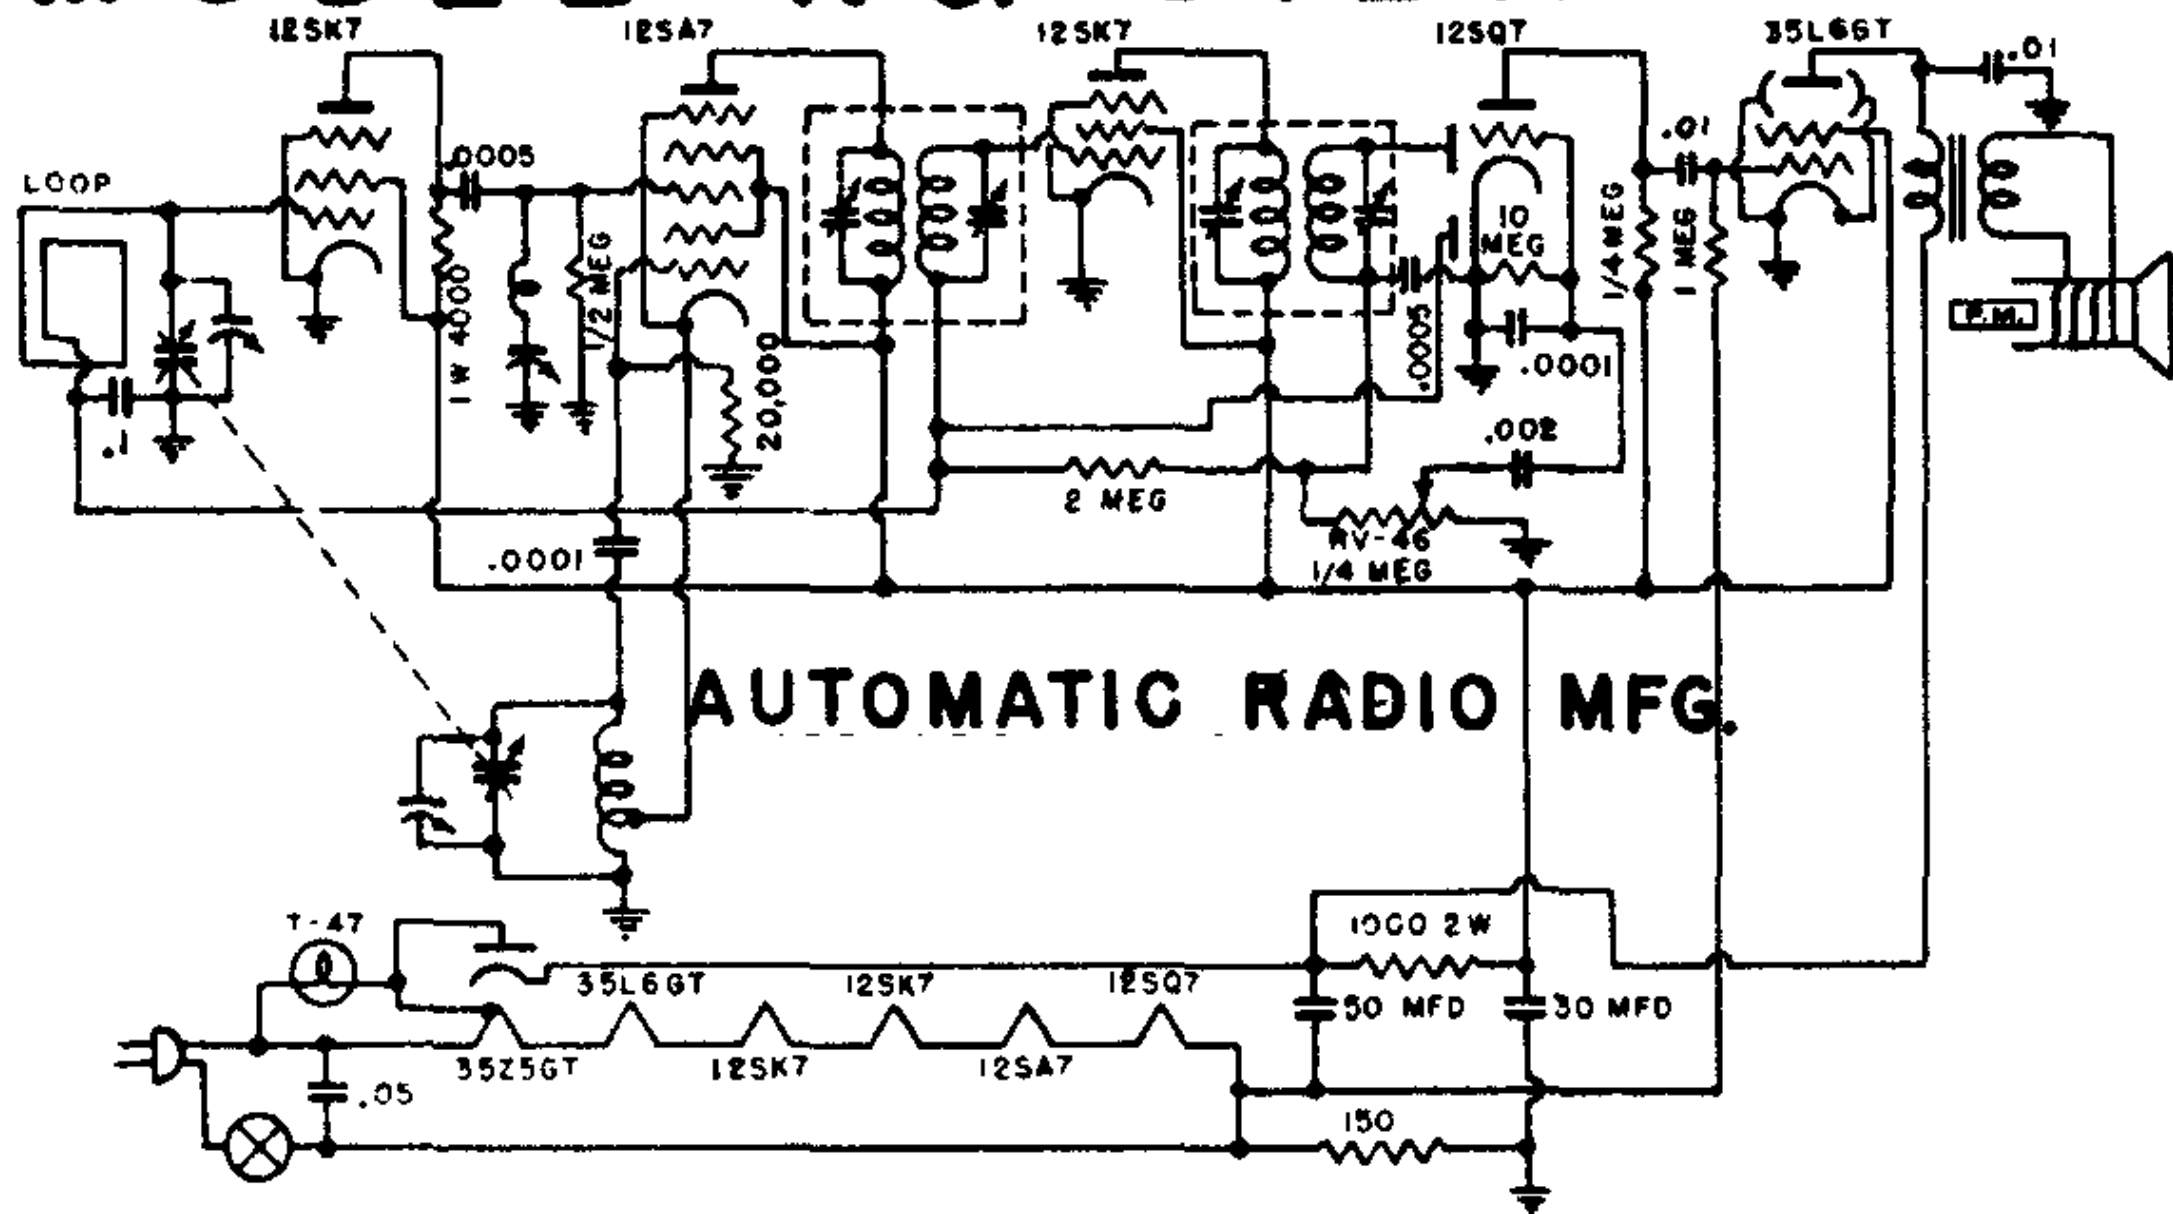 12SK7
12SA7
12SK7
12SQ7
35L6GT
.01
.0005
.01
LOOP
10
MEG
1/4 MEG
1 MEG
1/2 MEG
1W 4000
20,000
.0005
P.M.
.0001
.1
.002
2 MEG
RV-46
1/4 MEG
.0001
AUTOMATIC RADIO MFG.
T-47
1000 2W
35L6GT
12SK7
12SQ7
50 MFD
30 MFD
35Z5GT
12SK7
12SA7
.05
150